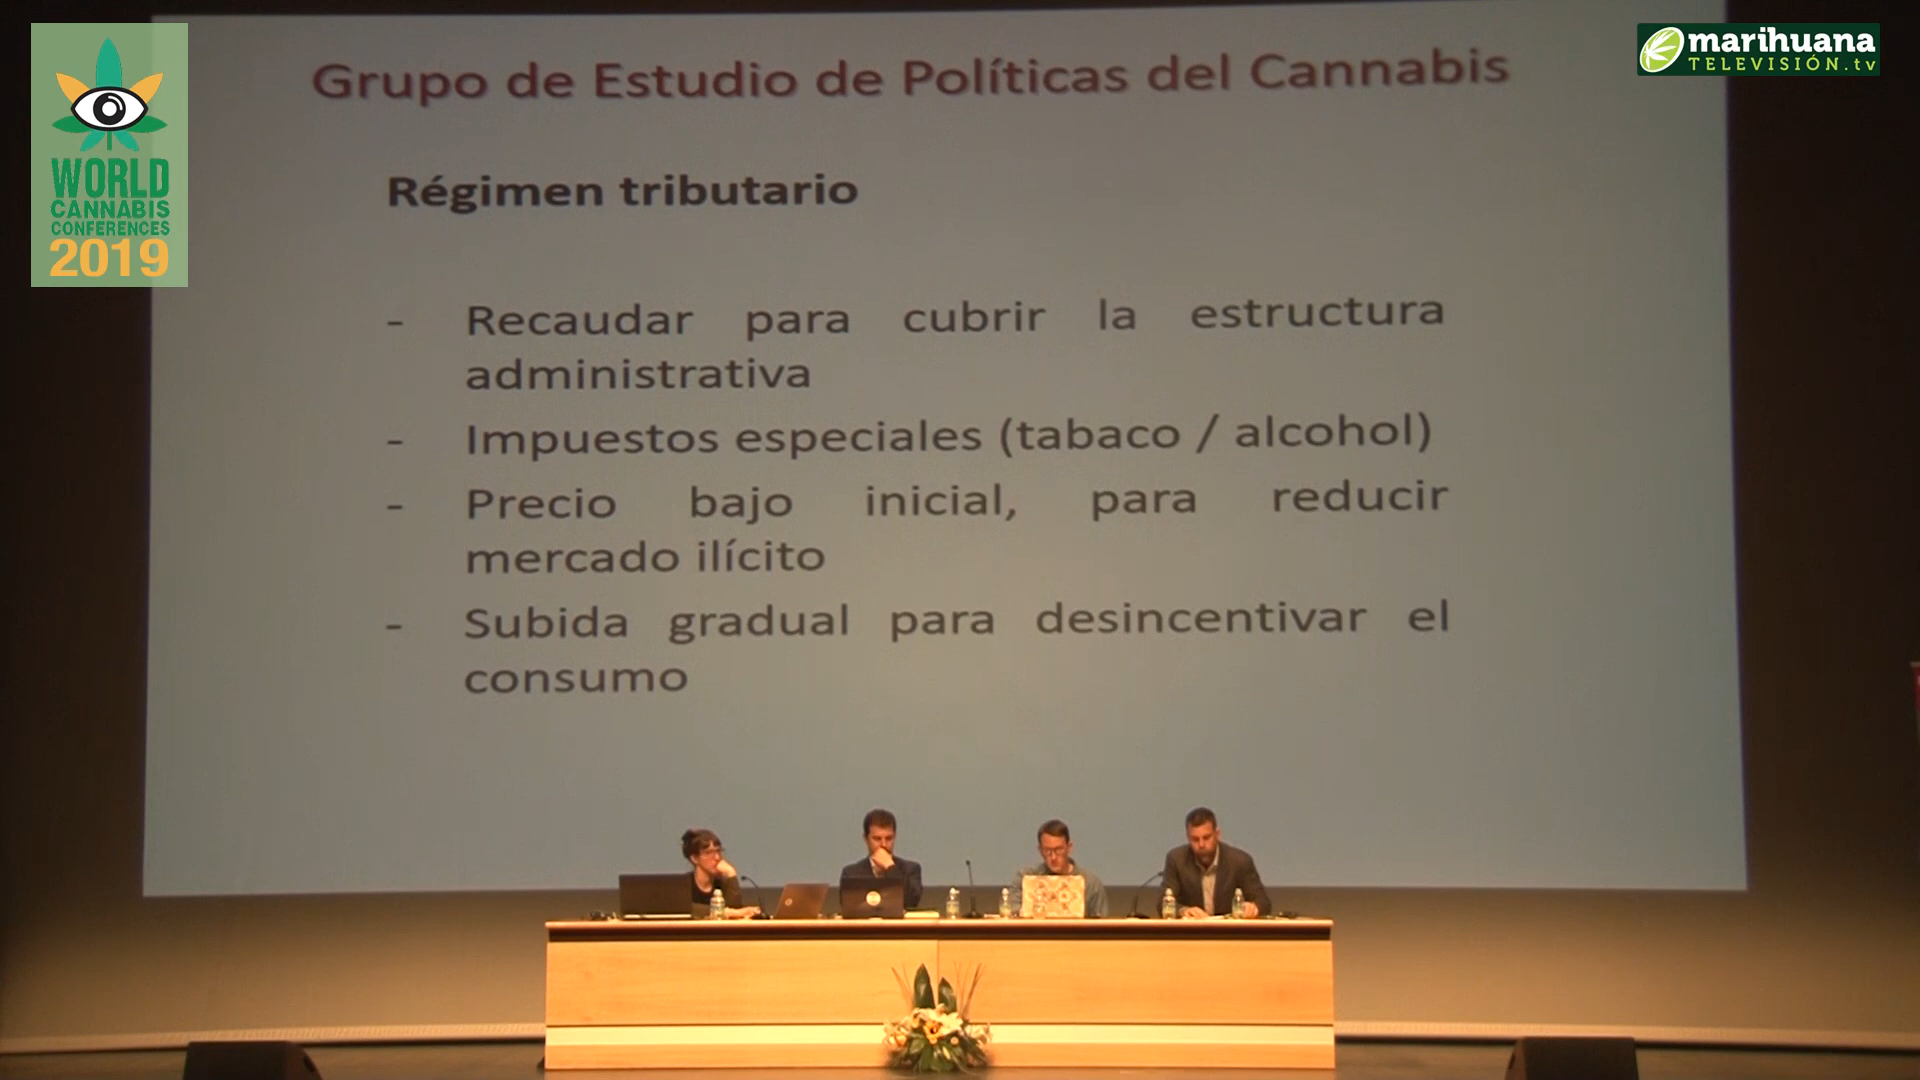 Grupo de Estudio de Políticas del Cannabis
Régimen tributario
- Recaudar para cubrir la estructura
administrativa
- Impuestos especiales (tabaco / alcohol)
- Precio bajo inicial, para reducir
mercado ilícito
- Subida gradual para desincentivar el
consumo
WORLD
CANNABIS
CONFERENCES
2019
marihuana
TELEVISIÓN.tv